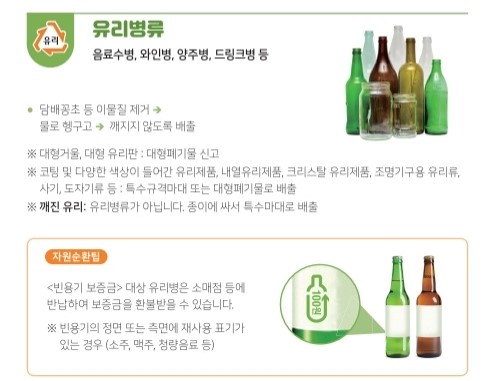 유리
유리병류
음료수병, 와인병, 양주병, 드링크병 등
• 담배꽁초 등 이물질 제거 →
물로 헹구고 → 깨지지 않도록 배출
※ 대형거울, 대형 유리판 : 대형폐기물 신고
※ 코팅 및 다양한 색상이 들어간 유리제품, 내열유리제품, 크리스탈 유리제품, 조명기구용 유리류,
사기, 도자기류 등 : 특수규격마대 또는 대형폐기물로 배출
※ 깨진 유리: 유리병류가 아닙니다. 종이에 싸서 특수마대로 배출
자원순환팁
<빈용기 보증금> 대상 유리병은 소매점 등에
반납하여 보증금을 환불받을 수 있습니다.
※ 빈용기의 정면 또는 측면에 재사용 표기가
있는 경우 (소주, 맥주, 청량음료 등)
100원